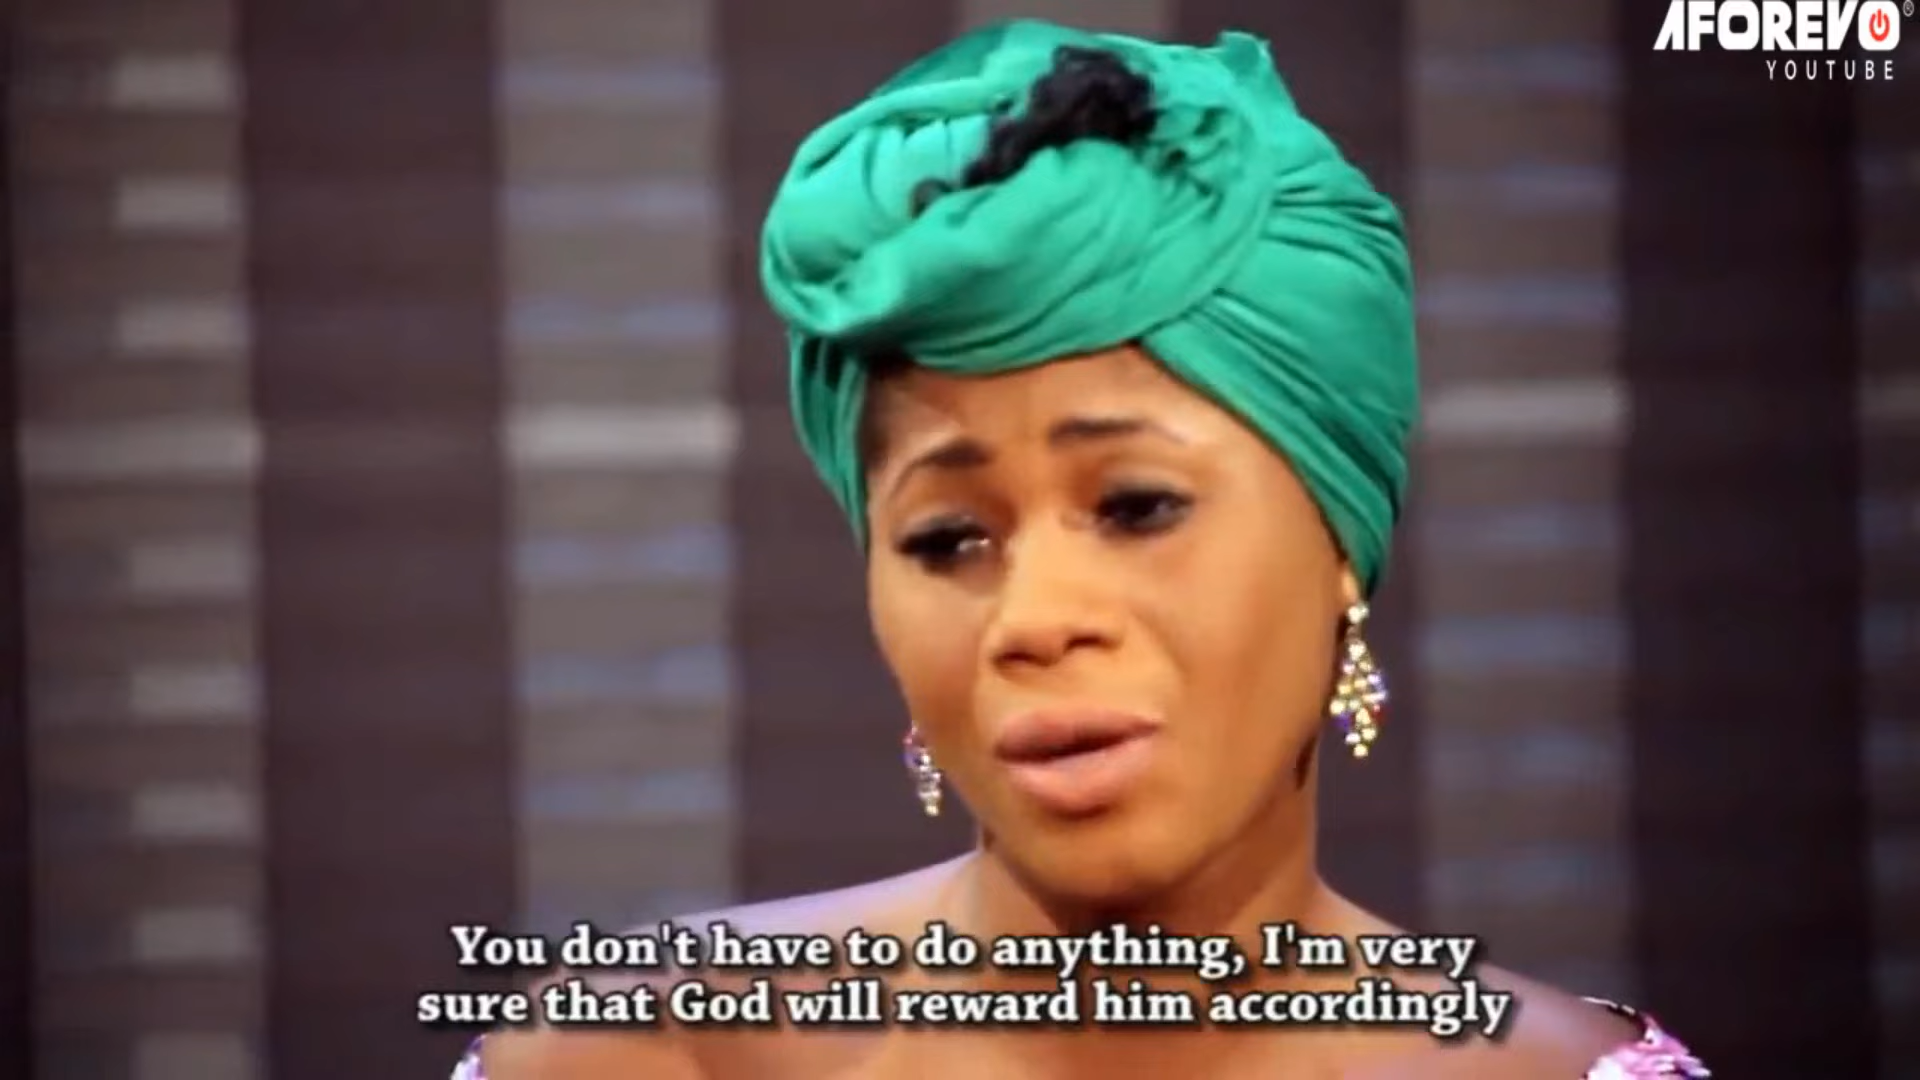 AFOREVO
YOUTUBE
You don't have to do anything, I'm very
sure that God will reward him accordingly